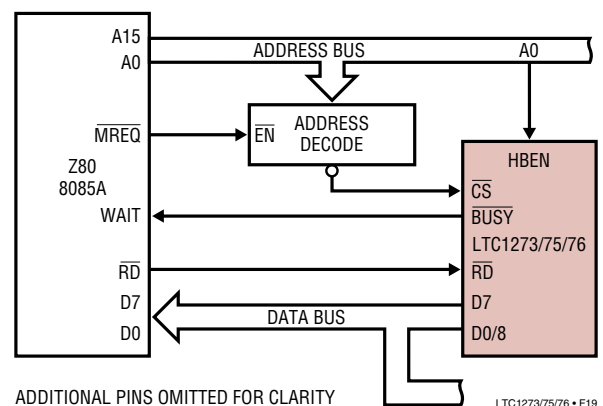 A15
ADDRESS BUS
A0
A0
MREQ
EN
ADDRESS
DECODE
HBEN
Z80
8085A
CS
WAIT
BUSY
LTC1273/75/76
RD
RD
D7
D7
DATA BUS
D0
D0/8
ADDITIONAL PINS OMITTED FOR CLARITY
LTC1273/75/76 • F19